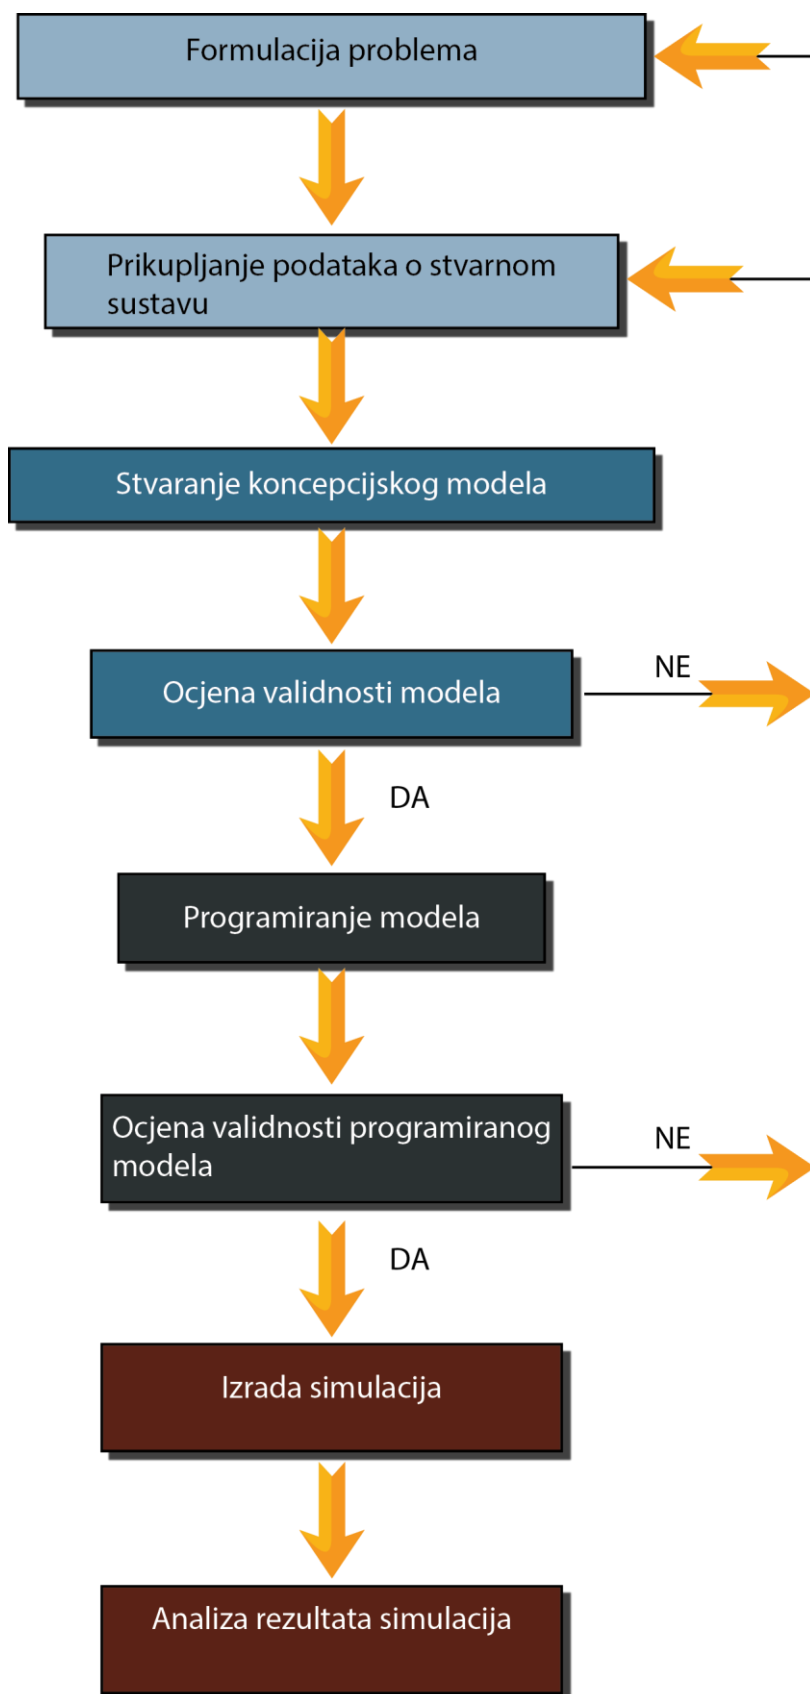 Formulacija problema
Prikupljanje podataka o stvarnom
sustavu
Stvaranje koncepcijskog modela
Ocjena validnosti modela
NE
DA
Programiranje modela
Ocjena validnosti programiranog
modela
NE
DA
Izrada simulacija
Analiza rezultata simulacija